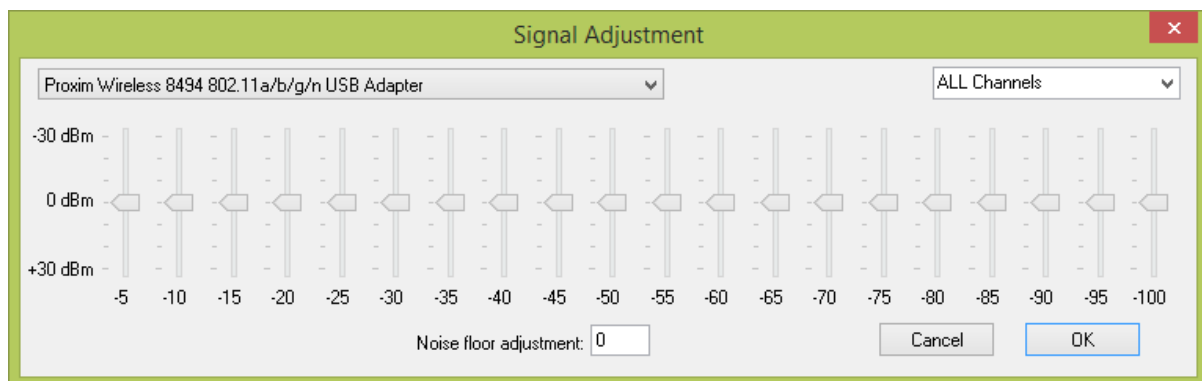 Signal Adjustment
Proxim Wireless 8494 802.11a/b/g/n USB Adapter
ALL Channels
-30 dBm
0 dBm
+30 dBm
-5 -10 -15 -20 -25 -30 -35 -40 -45 -50 -55 -60 -65 -70 -75 -80 -85 -90 -95 -100
Noise floor adjustment: 0
Cancel
OK